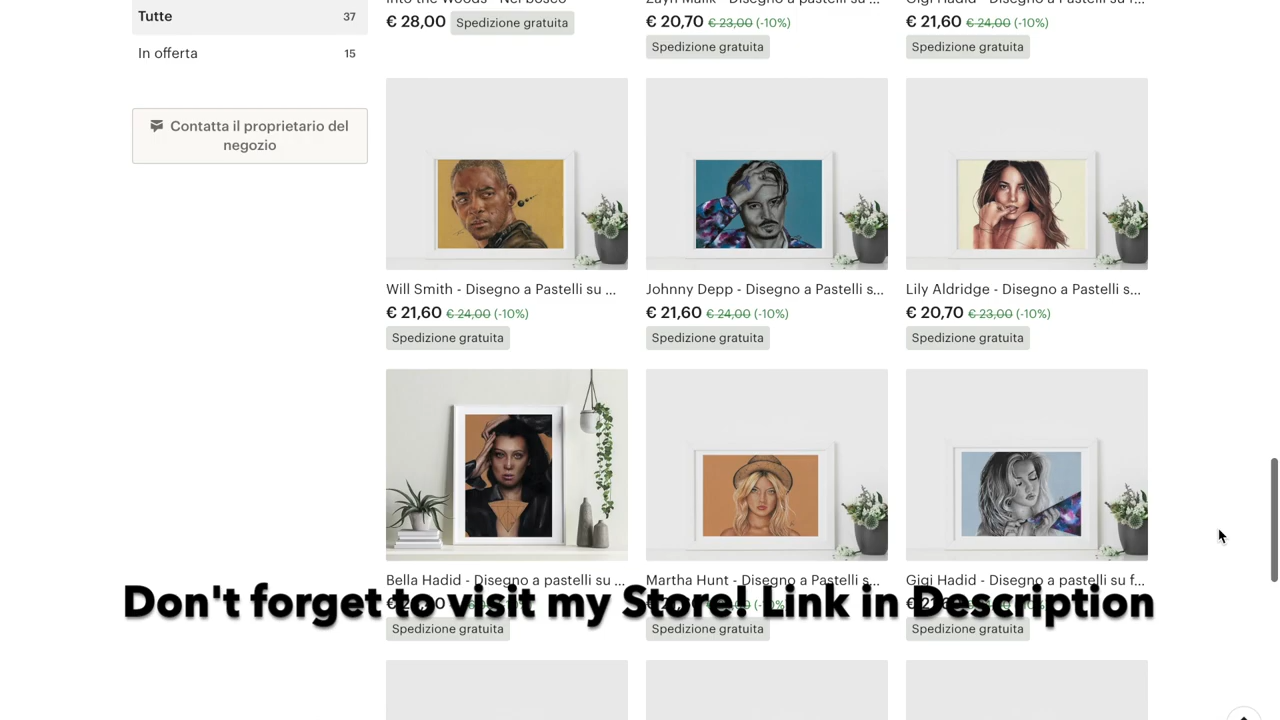 Tutte 37
In offerta 15
Contatta il proprietario del
negozio
€ 28,00 Spedizione gratuita
€ 20,70 € 23,00 (-10%)
Spedizione gratuita
€ 21,60 € 24,00 (-10%)
Spedizione gratuita
Will Smith - Disegno a Pastelli su ...
€ 21,60 € 24,00 (-10%)
Spedizione gratuita
Johnny Depp - Disegno a Pastelli s...
€ 21,60 € 24,00 (-10%)
Spedizione gratuita
Lily Aldridge - Disegno a Pastelli s...
€ 20,70 € 23,00 (-10%)
Spedizione gratuita
Bella Hadid - Disegno a pastelli su ...
Spedizione gratuita
Martha Hunt - Disegno a Pastelli s...
Spedizione gratuita
Gigi Hadid - Disegno a pastelli su f...
Spedizione gratuita
Don't forget to visit my Store! Link in Description